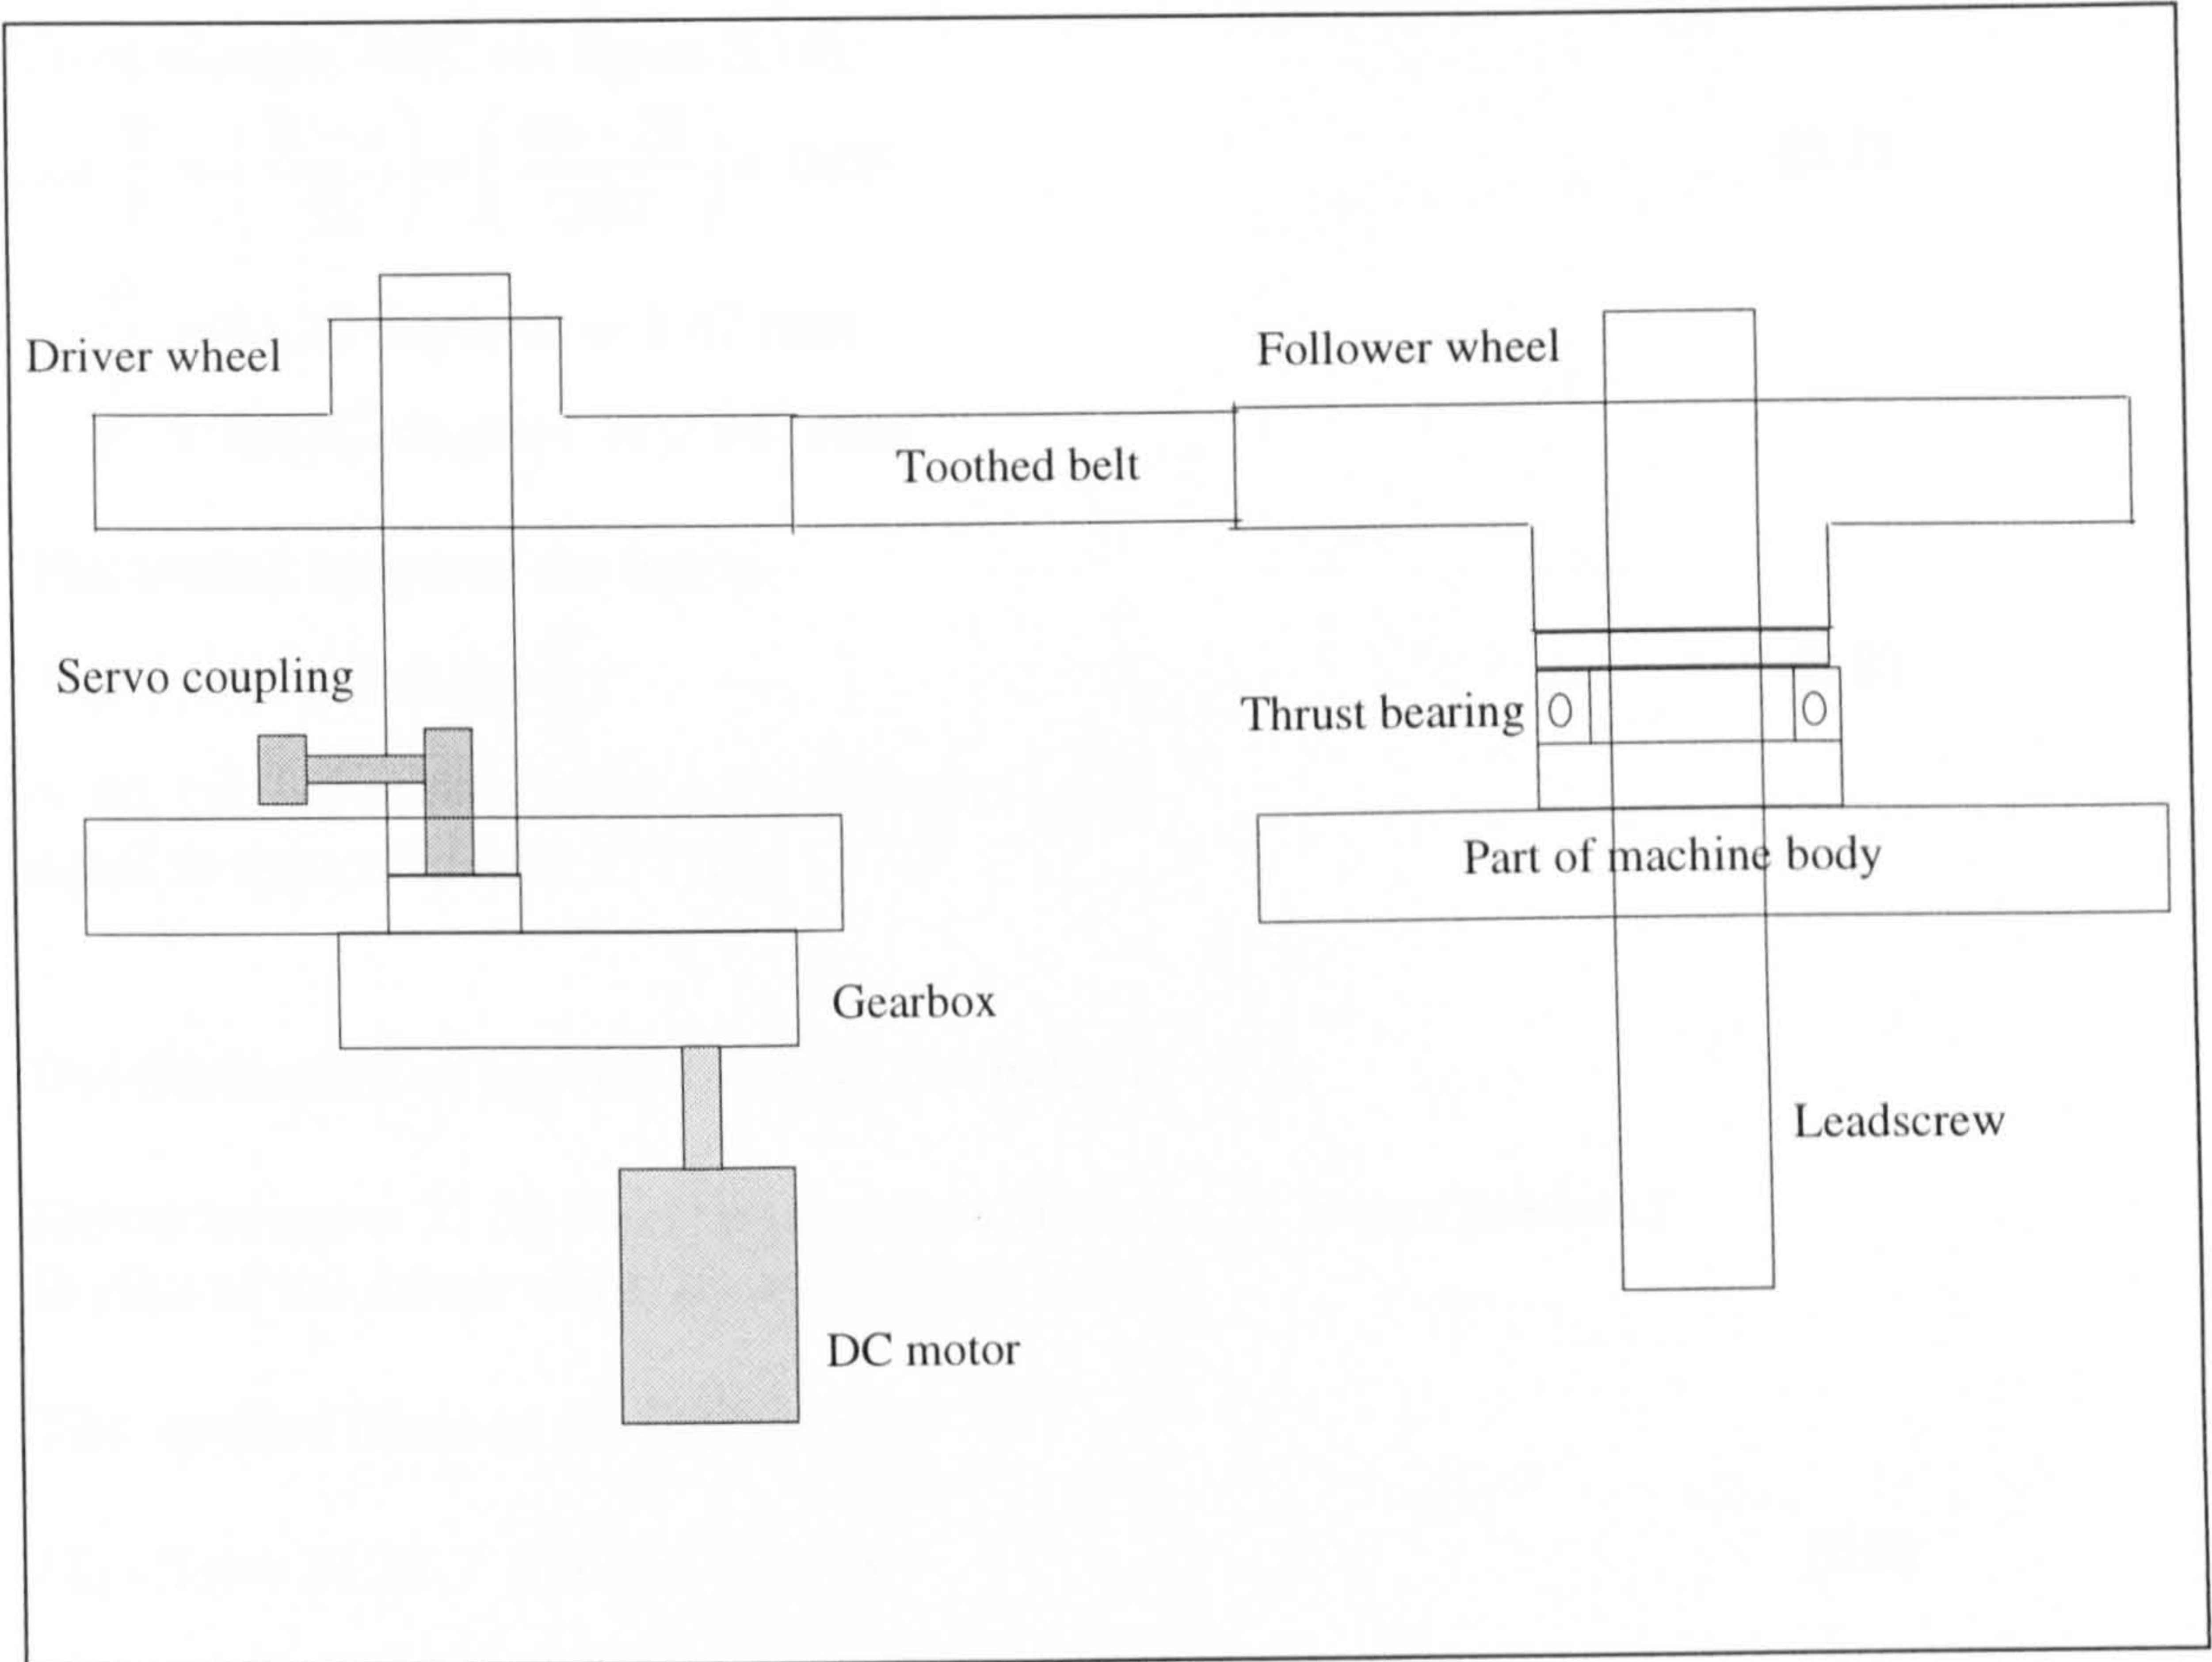 Driver wheel
Follower wheel
Toothed belt
Servo coupling
Thrust bearing
Part of machine body
Gearbox
Leadscrew
DC motor